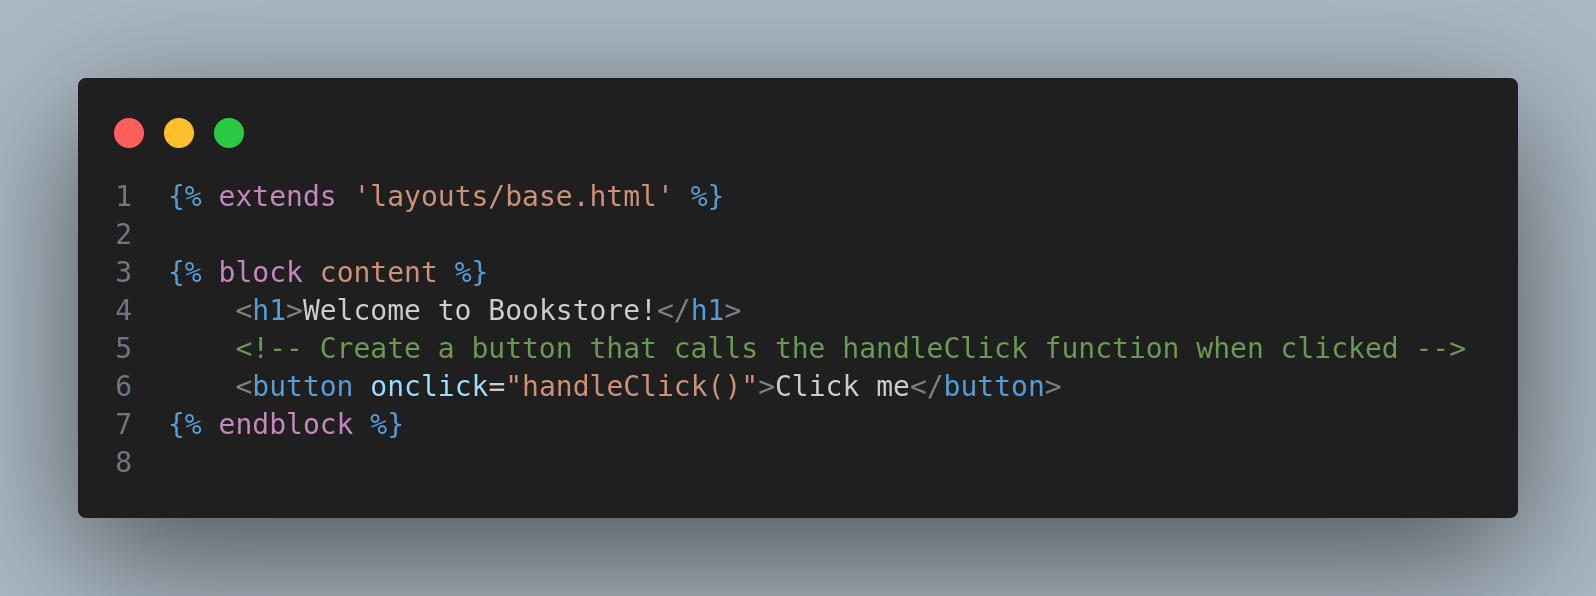 1 {% extends 'layouts/base.html' %}
2
3 {% block content %}
4     <h1>Welcome to Bookstore!</h1>
5     <!-- Create a button that calls the handleClick function when clicked -->
6     <button onclick="handleClick()">Click me</button>
7 {% endblock %}
8